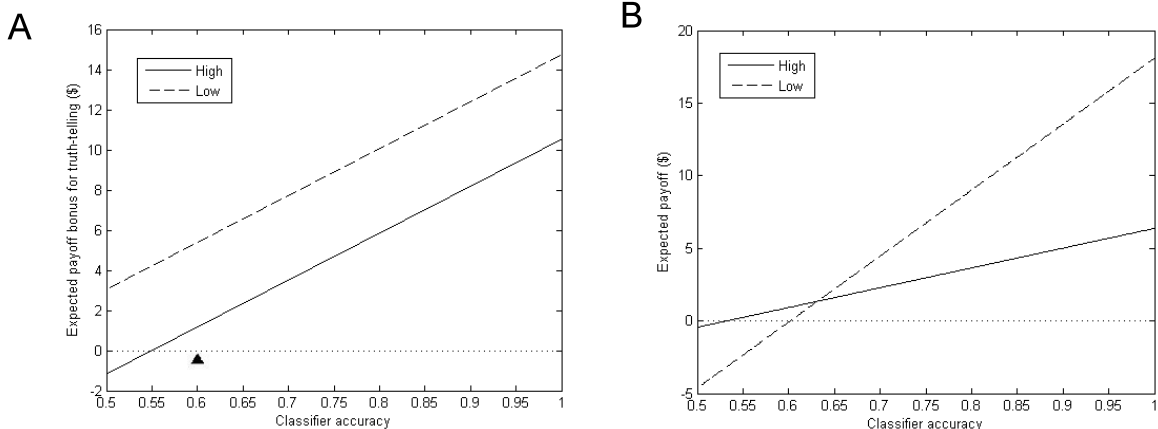 A
Expected payoff bonus for truth-telling ($)
16
14
12
10
8
6
4
2
0
-2
High
Low
0.5 0.55 0.6 0.65 0.7 0.75 0.8 0.85 0.9 0.95 1
Classifier accuracy
B
Expected payoff ($)
20
15
10
5
0
-5
High
Low
0.5 0.55 0.6 0.65 0.7 0.75 0.8 0.85 0.9 0.95 1
Classifier accuracy